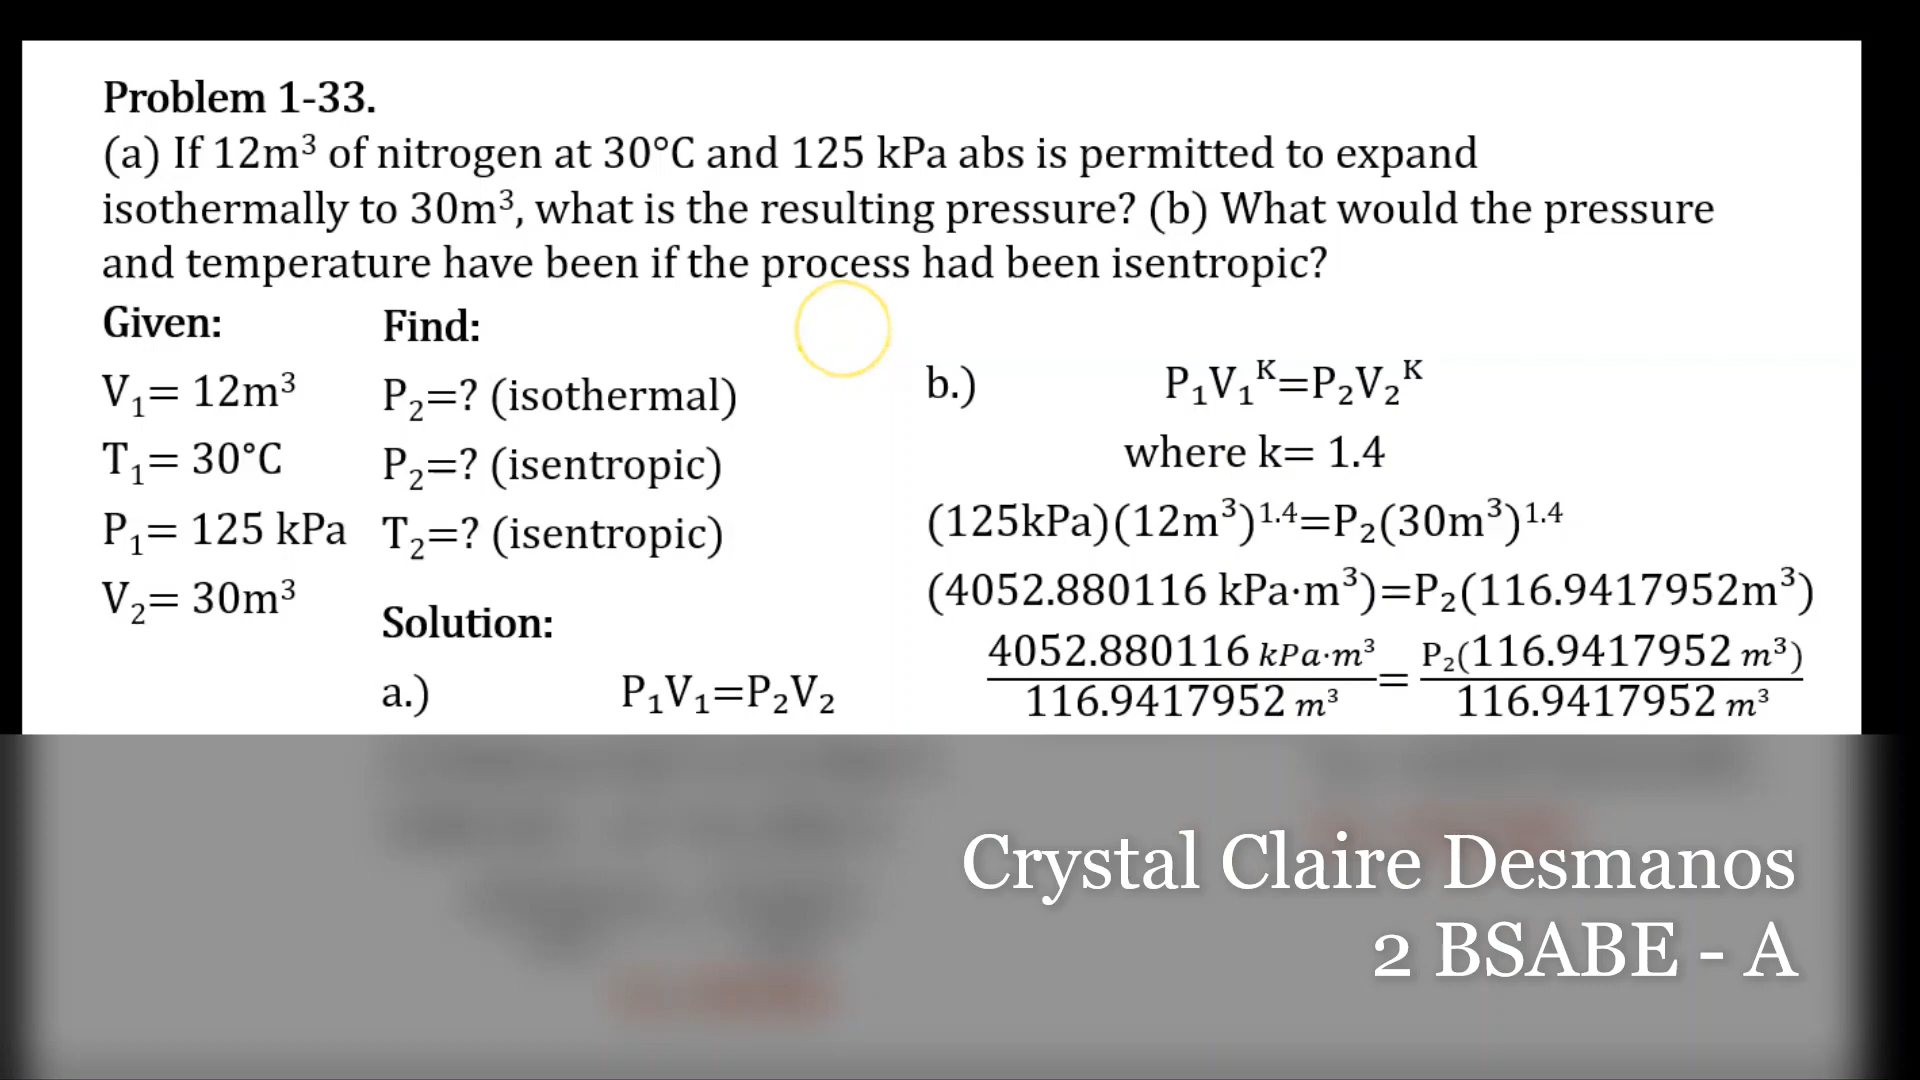 Problem 1-33.
(a) If 12m³ of nitrogen at 30°C and 125 kPa abs is permitted to expand
isothermally to 30m³, what is the resulting pressure? (b) What would the pressure
and temperature have been if the process had been isentropic?
Given:
V₁= 12m³
T₁= 30°C
P₁= 125 kPa
V₂= 30m³
Find:
P₂=? (isothermal)
P₂=? (isentropic)
T₂=? (isentropic)
Solution:
a.) P₁V₁=P₂V₂
b.) P₁V₁ᴷ=P₂V₂ᴷ
where k= 1.4
(125kPa)(12m³)¹·⁴=P₂(30m³)¹·⁴
(4052.880116 kPa·m³)=P₂(116.9417952m³)
4052.880116 kPa·m³ = P₂(116.9417952 m³)
116.9417952 m³ 116.9417952 m³
Crystal Claire Desmanos
2 BSABE - A